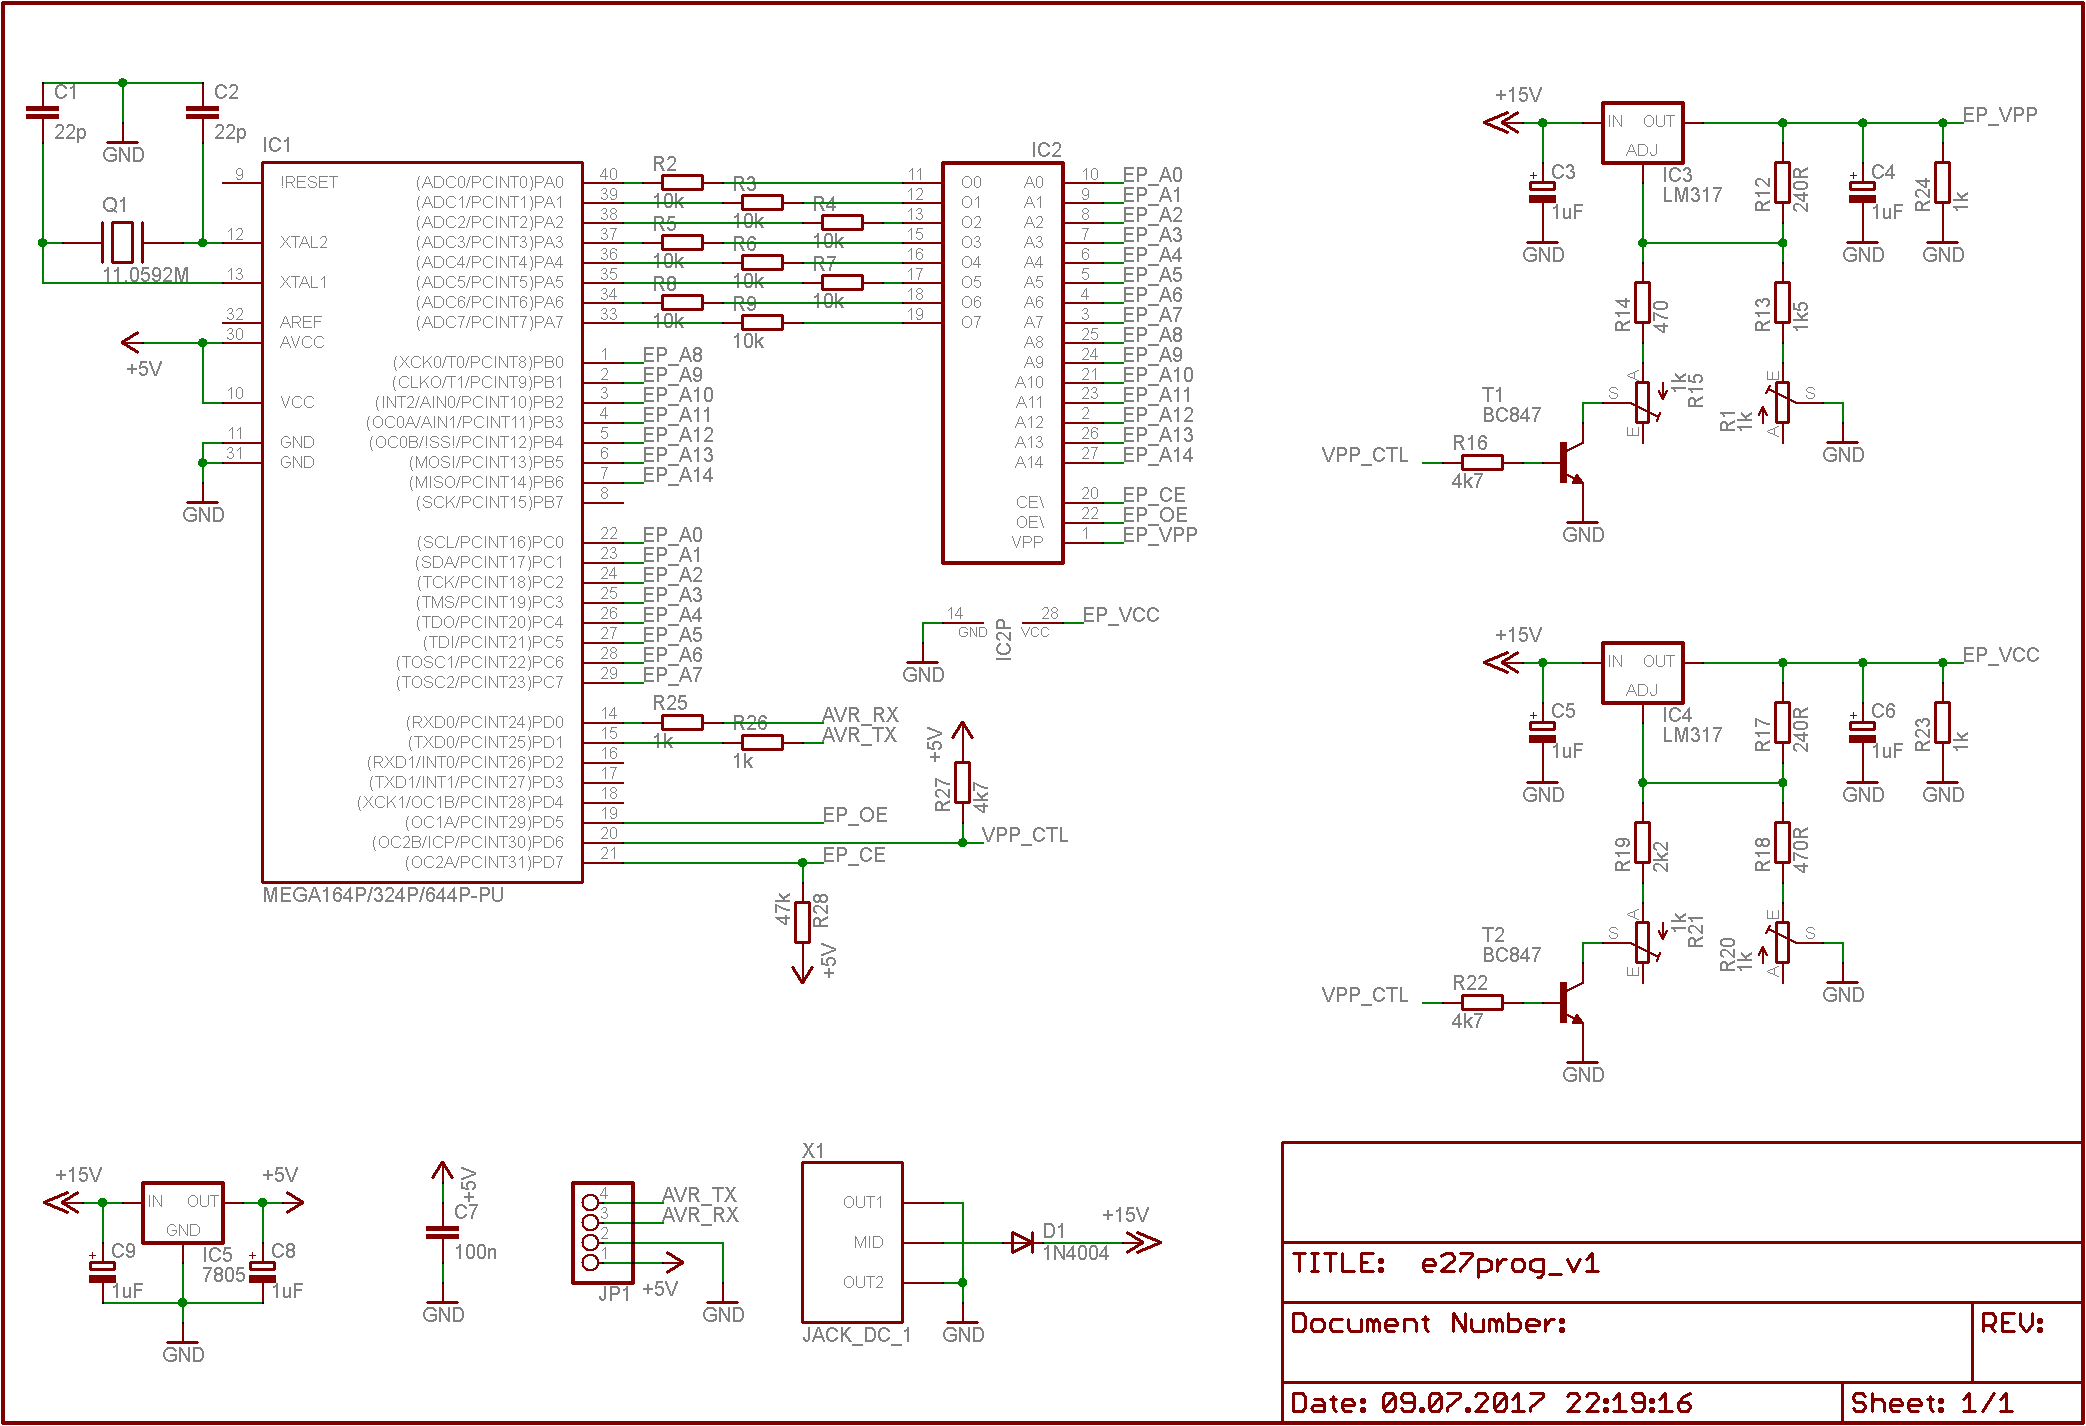 C1
22p
C2
22p
GND
Q1
11.0592M
IC1
9 !RESET
12 XTAL2
13 XTAL1
32 AREF
30 AVCC
10 VCC
11 GND
31 GND
+5V
GND
(ADC0/PCINT0)PA0 40
(ADC1/PCINT1)PA1 39
(ADC2/PCINT2)PA2 38
(ADC3/PCINT3)PA3 37
(ADC4/PCINT4)PA4 36
(ADC5/PCINT5)PA5 35
(ADC6/PCINT6)PA6 34
(ADC7/PCINT7)PA7 33
(XCK0/T0/PCINT8)PB0 1 EP_A8
(CLKO/T1/PCINT9)PB1 2 EP_A9
(INT2/AIN0/PCINT10)PB2 3 EP_A10
(OC0A/AIN1/PCINT11)PB3 4 EP_A11
(OC0B/!SS!/PCINT12)PB4 5 EP_A12
(MOSI/PCINT13)PB5 6 EP_A13
(MISO/PCINT14)PB6 7 EP_A14
(SCK/PCINT15)PB7 8
(SCL/PCINT16)PC0 22 EP_A0
(SDA/PCINT17)PC1 23 EP_A1
(TCK/PCINT18)PC2 24 EP_A2
(TMS/PCINT19)PC3 25 EP_A3
(TDO/PCINT20)PC4 26 EP_A4
(TDI/PCINT21)PC5 27 EP_A5
(TOSC1/PCINT22)PC6 28 EP_A6
(TOSC2/PCINT23)PC7 29 EP_A7
(RXD0/PCINT24)PD0 14
(TXD0/PCINT25)PD1 15
(RXD1/INT0/PCINT26)PD2 16
(TXD1/INT1/PCINT27)PD3 17
(XCK1/OC1B/PCINT28)PD4 18
(OC1A/PCINT29)PD5 19 EP_OE
(OC2B/ICP/PCINT30)PD6 20 VPP_CTL
(OC2A/PCINT31)PD7 21 EP_CE
MEGA164P/324P/644P-PU
R2
10k
R3
10k
R4
10k
R5
10k
R6
10k
R7
10k
R8
10k
R9
10k
R25
1k
R26
1k
AVR_RX
AVR_TX
+5V
R27
4k7
47k
R28
+5V
IC2
11 O0
12 O1
13 O2
15 O3
16 O4
17 O5
18 O6
19 O7
A0 10 EP_A0
A1 9 EP_A1
A2 8 EP_A2
A3 7 EP_A3
A4 6 EP_A4
A5 5 EP_A5
A6 4 EP_A6
A7 3 EP_A7
A8 25 EP_A8
A9 24 EP_A9
A10 21 EP_A10
A11 23 EP_A11
A12 2 EP_A12
A13 26 EP_A13
A14 27 EP_A14
CE\ 20 EP_CE
OE\ 22 EP_OE
VPP 1 EP_VPP
14 GND
IC2P
28 VCC
EP_VCC
GND
+15V
IN OUT
ADJ
IC3
LM317
EP_VPP
+
C3
1uF
GND
R12
240R
+
C4
1uF
GND
R24
1k
GND
R14
470
R13
1k5
A
S
E
1k
R15
E
S
A
R1
1k
GND
T1
BC847
VPP_CTL
R16
4k7
GND
+15V
IN OUT
ADJ
IC4
LM317
EP_VCC
+
C5
1uF
GND
R17
240R
+
C6
1uF
GND
R23
1k
GND
R19
2k2
R18
470R
A
S
E
1k
R21
E
S
A
R20
1k
GND
T2
BC847
VPP_CTL
R22
4k7
GND
+15V
IN OUT
GND
+5V
IC5
7805
+
C9
1uF
+
C8
1uF
GND
+5V
C7
100n
GND
4 AVR_TX
3 AVR_RX
2
1
JP1
+5V
GND
X1
OUT1
MID
OUT2
JACK_DC_1
GND
D1
1N4004
+15V
TITLE: e27prog_v1
Document Number:
REV:
Date: 09.07.2017 22:19:16
Sheet: 1/1